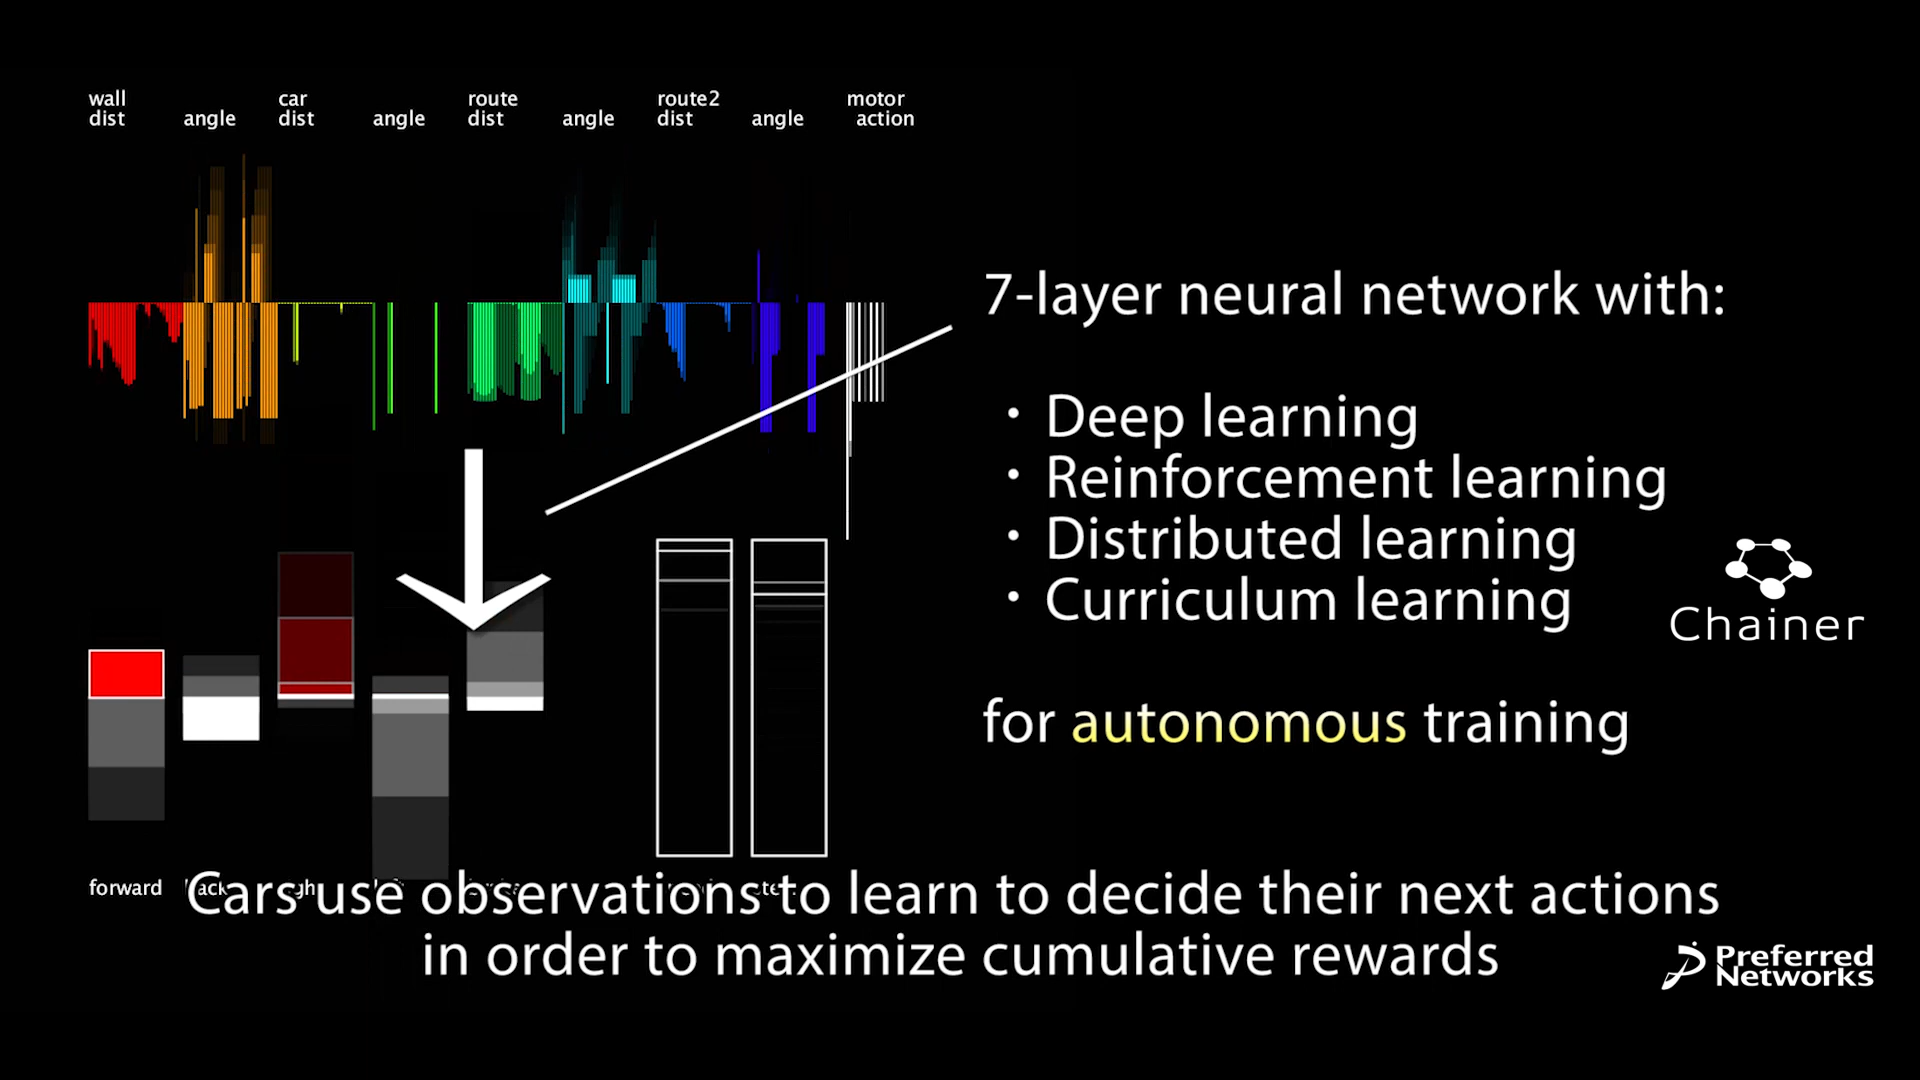 wall
dist
angle
car
dist
angle
route
dist
angle
route2
dist
angle
motor
action
7-layer neural network with:
・Deep learning
・Reinforcement learning
・Distributed learning
・Curriculum learning
Chainer
for autonomous training
forward
Cars use observations to learn to decide their next actions
in order to maximize cumulative rewards
Preferred
Networks